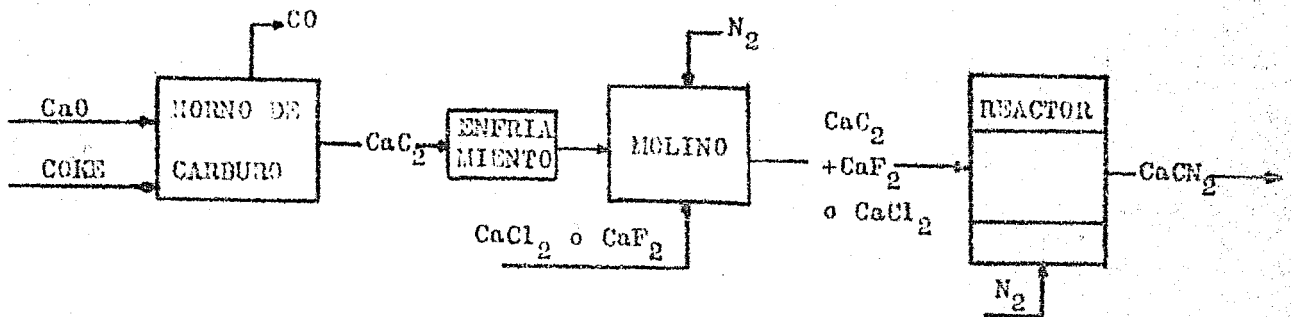 CO
N₂
CaO
HORNO DE
CARBURO
COKE
CaC₂
ENFRIA
MIENTO
MOLINO
CaCl₂ o CaF₂
CaC₂
+CaF₂
o CaCl₂
REACTOR
CaCN₂
N₂